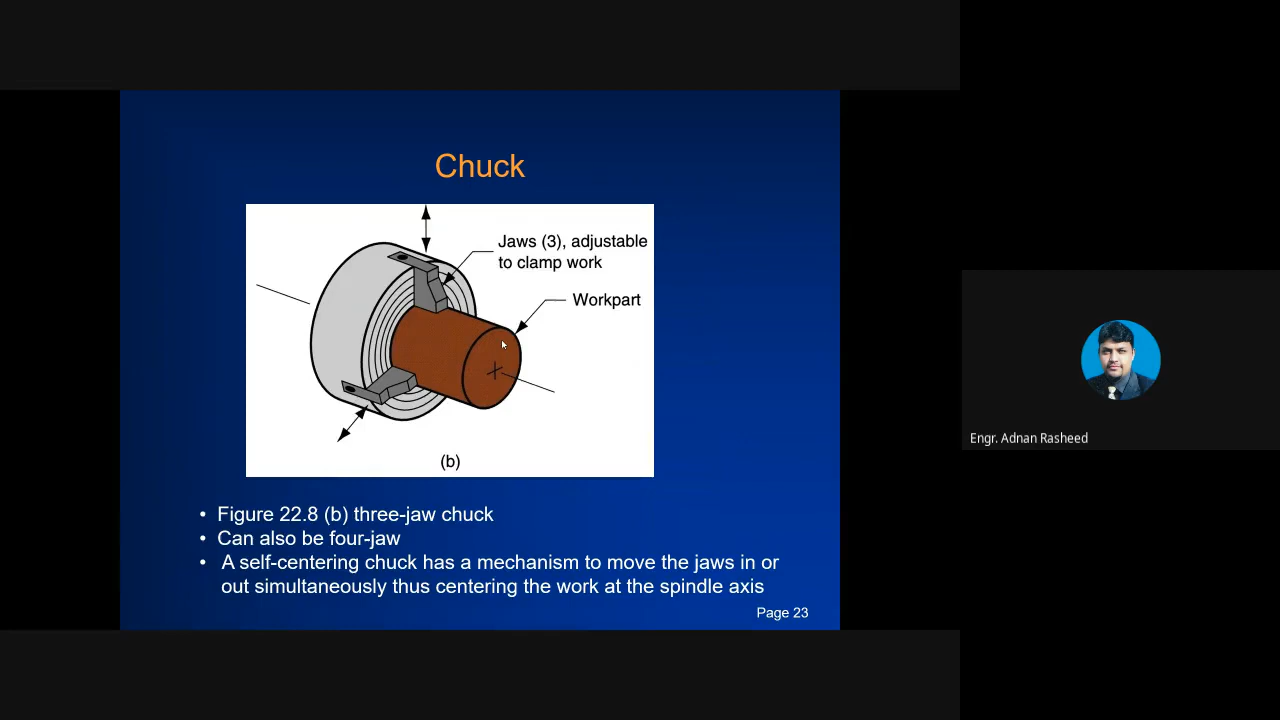 Chuck
Jaws (3), adjustable
to clamp work
Workpart
(b)
• Figure 22.8 (b) three-jaw chuck
• Can also be four-jaw
• A self-centering chuck has a mechanism to move the jaws in or
out simultaneously thus centering the work at the spindle axis
Page 23
Engr. Adnan Rasheed